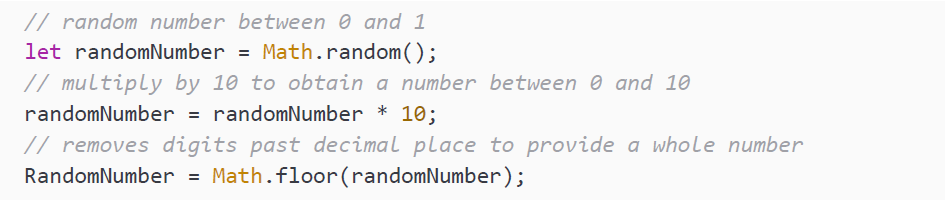 // random number between 0 and 1
let randomNumber = Math.random();
// multiply by 10 to obtain a number between 0 and 10
randomNumber = randomNumber * 10;
// removes digits past decimal place to provide a whole number
RandomNumber = Math.floor(randomNumber);